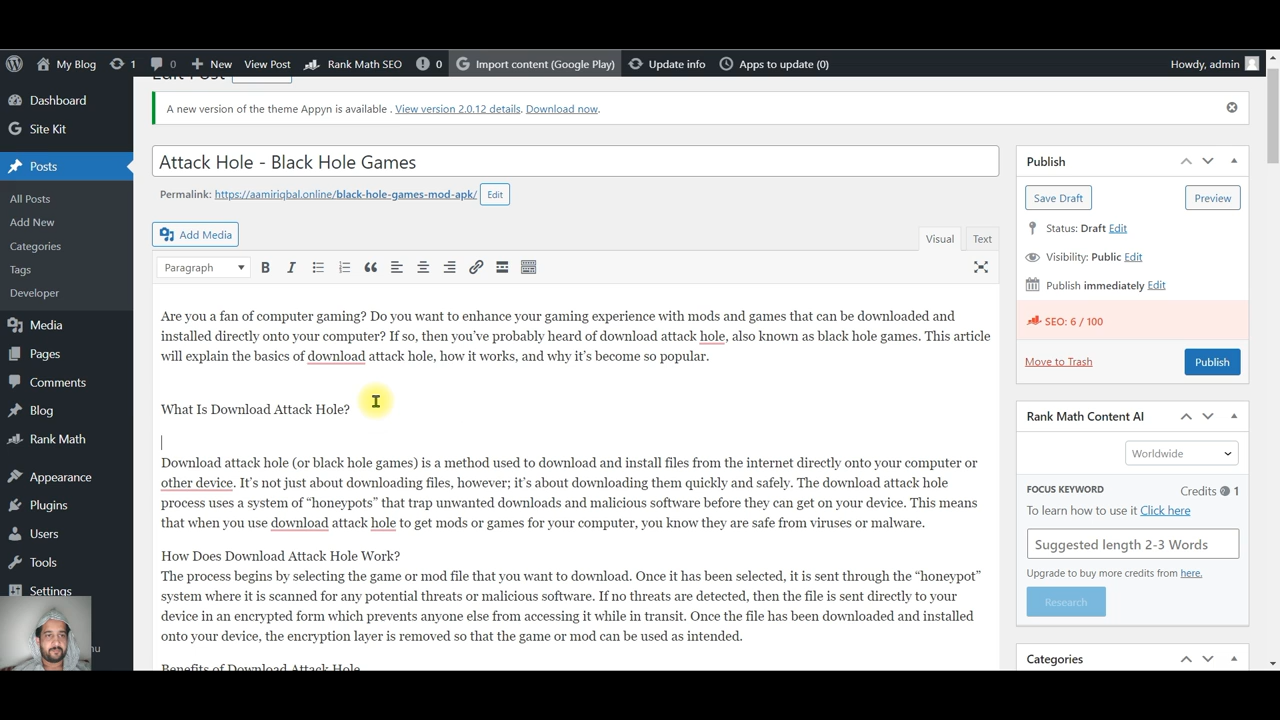 My Blog 1 0 New View Post Rank Math SEO 0 Import content (Google Play) Update info Apps to update (0) Howdy, admin
Edit Post
Dashboard
Site Kit
Posts
All Posts
Add New
Categories
Tags
Developer
Media
Pages
Comments
Blog
Rank Math
Appearance
Plugins
Users
Tools
Settings
A new version of the theme Appyn is available . View version 2.0.12 details. Download now.
Attack Hole - Black Hole Games
Permalink: https://aamiriqbal.online/black-hole-games-mod-apk/ Edit
Add Media
Visual Text
Paragraph B I
Are you a fan of computer gaming? Do you want to enhance your gaming experience with mods and games that can be downloaded and
installed directly onto your computer? If so, then you’ve probably heard of download attack hole, also known as black hole games. This article
will explain the basics of download attack hole, how it works, and why it’s become so popular.
What Is Download Attack Hole?
Download attack hole (or black hole games) is a method used to download and install files from the internet directly onto your computer or
other device. It’s not just about downloading files, however; it’s about downloading them quickly and safely. The download attack hole
process uses a system of “honeypots” that trap unwanted downloads and malicious software before they can get on your device. This means
that when you use download attack hole to get mods or games for your computer, you know they are safe from viruses or malware.
How Does Download Attack Hole Work?
The process begins by selecting the game or mod file that you want to download. Once it has been selected, it is sent through the “honeypot”
system where it is scanned for any potential threats or malicious software. If no threats are detected, then the file is sent directly to your
device in an encrypted form which prevents anyone else from accessing it while in transit. Once the file has been downloaded and installed
onto your device, the encryption layer is removed so that the game or mod can be used as intended.
Benefits of Download Attack Hole
Publish
Save Draft Preview
Status: Draft Edit
Visibility: Public Edit
Publish immediately Edit
SEO: 6 / 100
Move to Trash Publish
Rank Math Content AI
Worldwide
FOCUS KEYWORD Credits 1
To learn how to use it Click here
Suggested length 2-3 Words
Upgrade to buy more credits from here.
Research
Categories